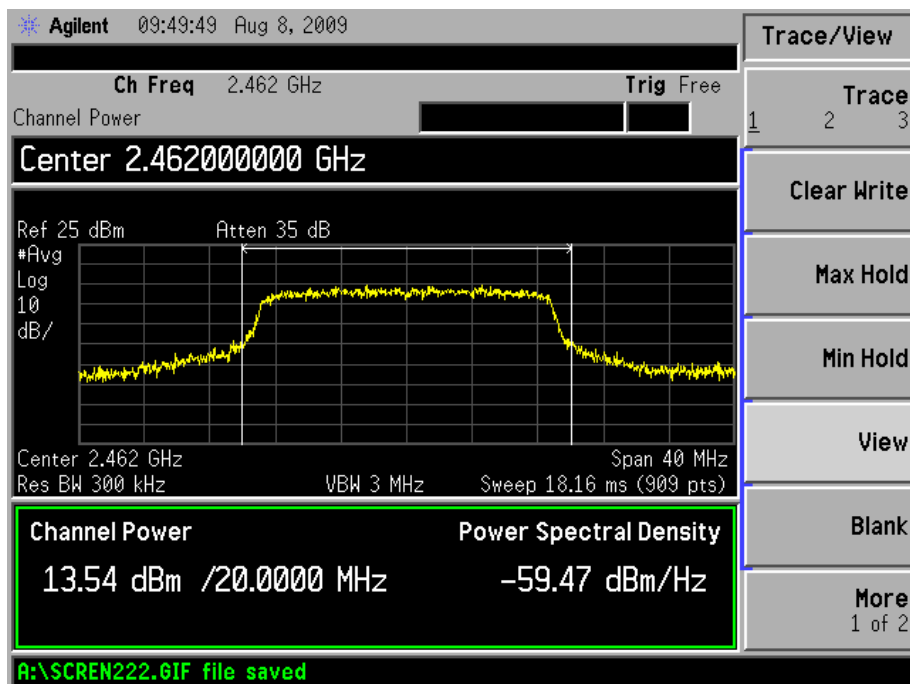 Agilent 09:49:49 Aug 8, 2009
Trace/View
Ch Freq 2.462 GHz Trig Free
Channel Power
Trace
1 2 3
Center 2.462000000 GHz
Clear Write
Ref 25 dBm Atten 35 dB
#Avg
Log
10
dB/
Max Hold
Min Hold
View
Center 2.462 GHz Span 40 MHz
Res BW 300 kHz VBW 3 MHz Sweep 18.16 ms (909 pts)
Channel Power Power Spectral Density
13.54 dBm /20.0000 MHz -59.47 dBm/Hz
Blank
More
1 of 2
A:\SCREN222.GIF file saved